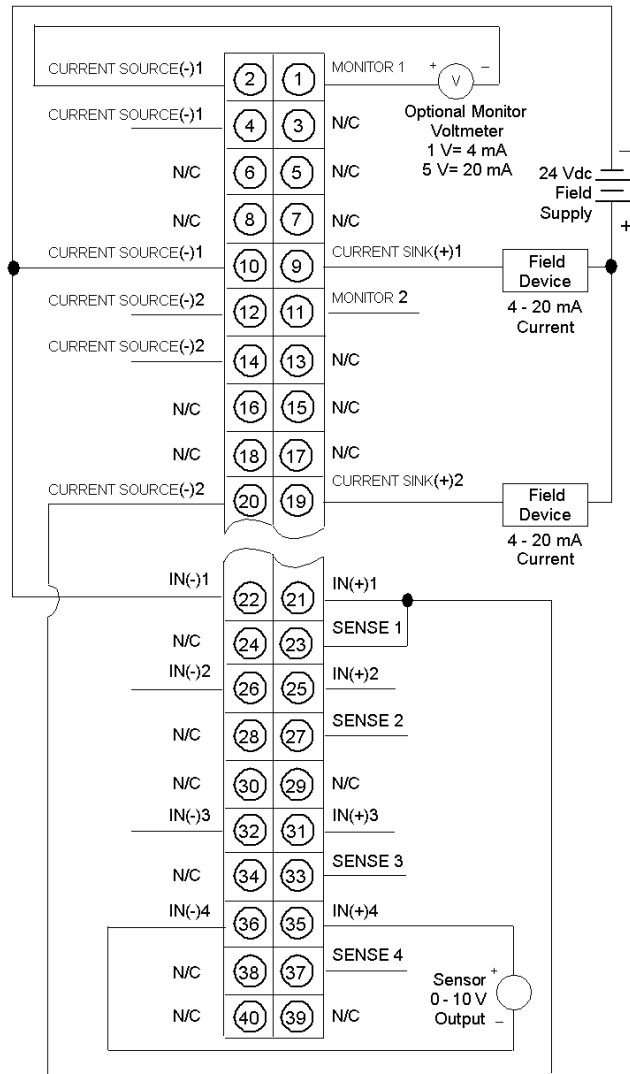 CURRENT SOURCE(-)1 2 1 MONITOR 1 + V –
CURRENT SOURCE(-)1 4 3 N/C
Optional Monitor
Voltmeter
1 V= 4 mA
5 V= 20 mA
N/C 6 5 N/C
24 Vdc
Field
Supply
–
+
N/C 8 7 N/C
CURRENT SOURCE(-)1 10 9 CURRENT SINK(+)1
Field
Device
4 - 20 mA
Current
CURRENT SOURCE(-)2 12 11 MONITOR 2
CURRENT SOURCE(-)2 14 13 N/C
N/C 16 15 N/C
N/C 18 17 N/C
CURRENT SOURCE(-)2 20 19 CURRENT SINK(+)2
Field
Device
4 - 20 mA
Current
IN(-)1 22 21 IN(+)1
N/C 24 23 SENSE 1
IN(-)2 26 25 IN(+)2
N/C 28 27 SENSE 2
N/C 30 29 N/C
IN(-)3 32 31 IN(+)3
N/C 34 33 SENSE 3
IN(-)4 36 35 IN(+)4
N/C 38 37 SENSE 4
Sensor +
0 - 10 V
Output –
N/C 40 39 N/C